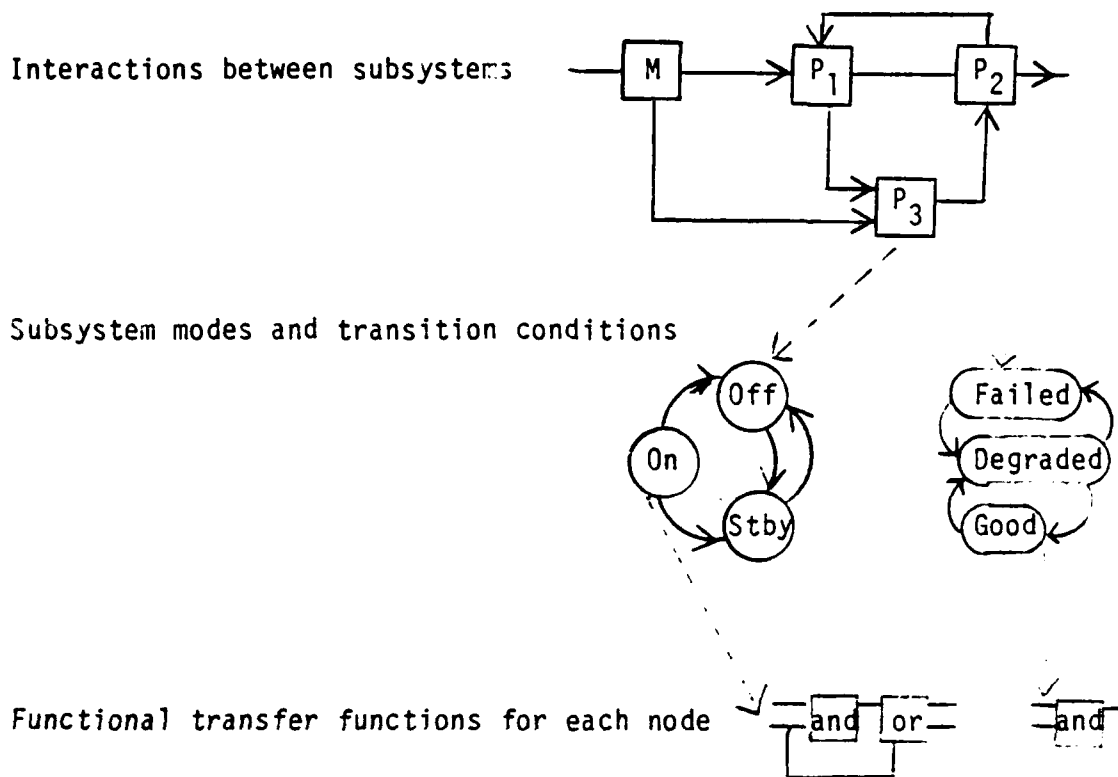 Interactions between subsystems
M
P1
P2
P3
Subsystem modes and transition conditions
Off
On
Stby
Failed
Degraded
Good
Functional transfer functions for each node
and
or
and